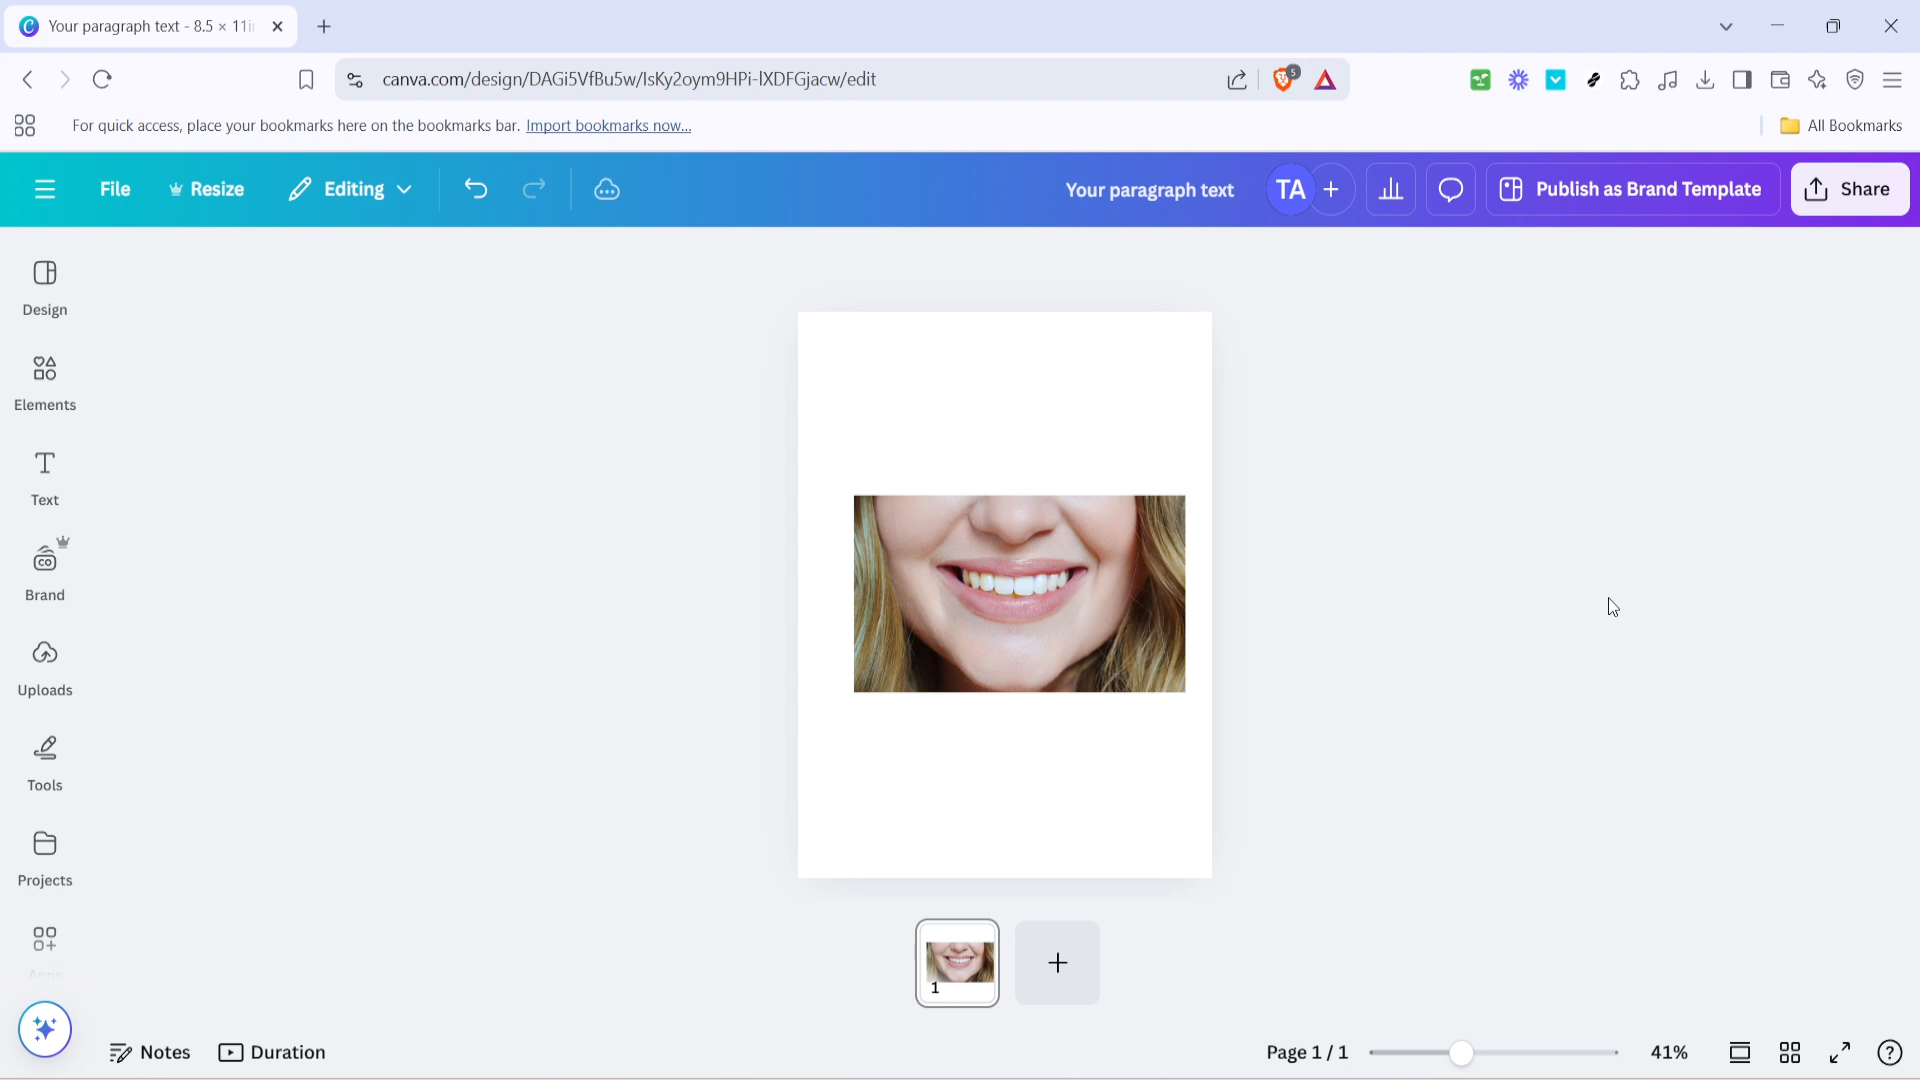 Your paragraph text - 8.5 × 11i
canva.com/design/DAGi5VfBu5w/IsKy2oym9HPi-IXDFGjacw/edit
5
For quick access, place your bookmarks here on the bookmarks bar. Import bookmarks now...
All Bookmarks
File
Resize
Editing
Your paragraph text
TA
Publish as Brand Template
Share
Design
Elements
Text
Brand
Uploads
Tools
Projects
Apps
1
Notes
Duration
Page 1 / 1
41%